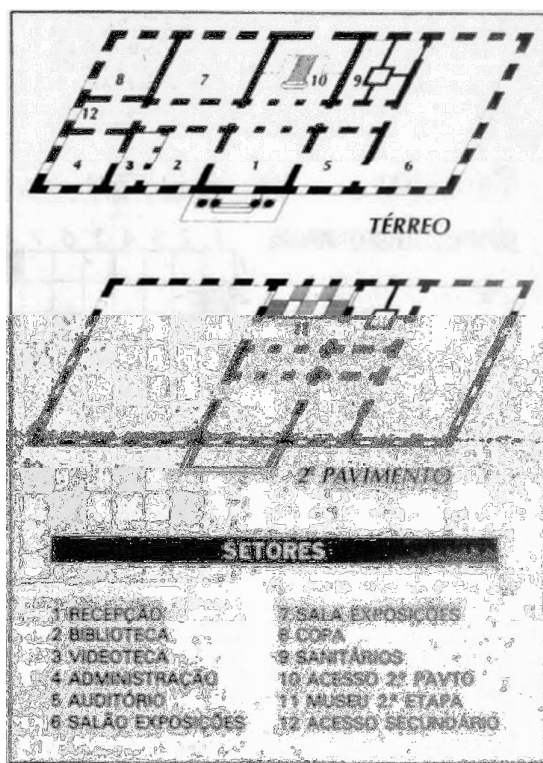 8 7 10 9
12
4 3 2 1 5 6
TÉRREO
11
2º PAVIMENTO
SETORES
1 RECEPÇÃO
2 BIBLIOTECA
3 VIDEOTECA
4 ADMINISTRAÇÃO
5 AUDITÓRIO
6 SALÃO EXPOSIÇÕES
7 SALA EXPOSIÇÕES
8 COPA
9 SANITÁRIOS
10 ACESSO 2º PAVTO
11 MUSEU 2ª ETAPA
12 ACESSO SECUNDÁRIO